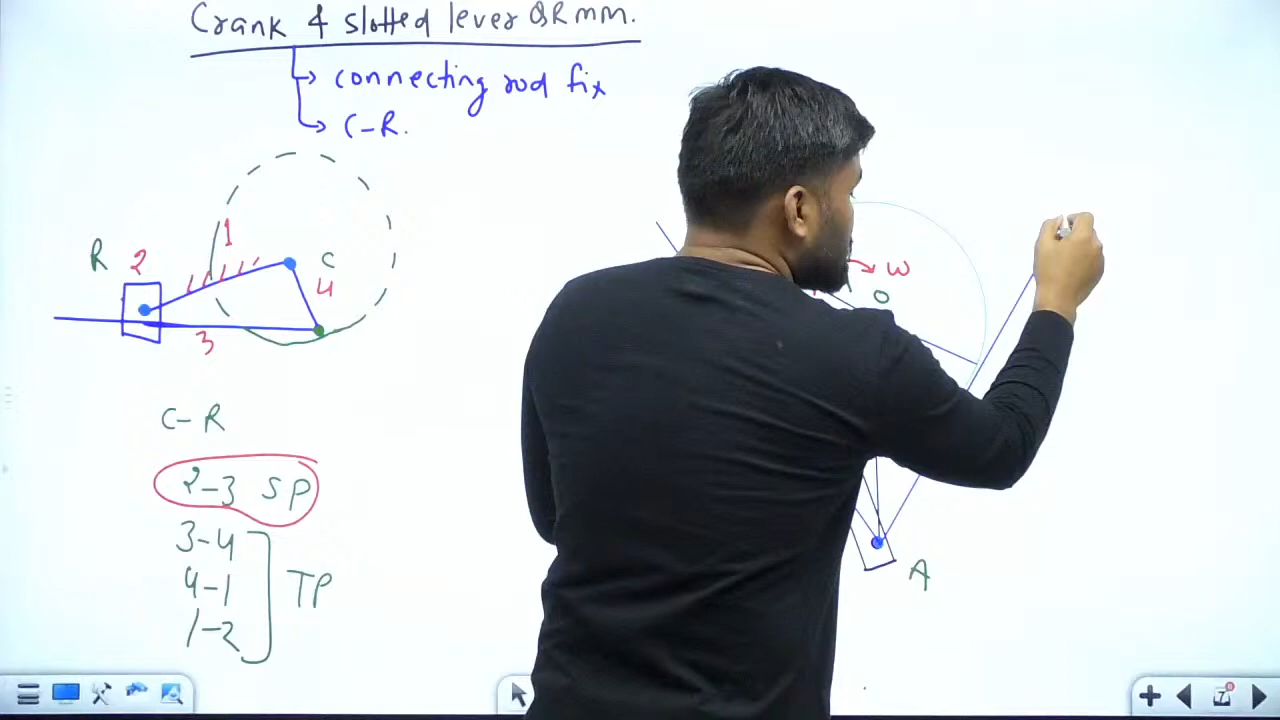 Crank & slotted lever QRmm.
connecting rod fix
C-R.
1
R 2
C
4
3
ω
O
C-R
2-3 SP
3-4
4-1 TP
1-2
A